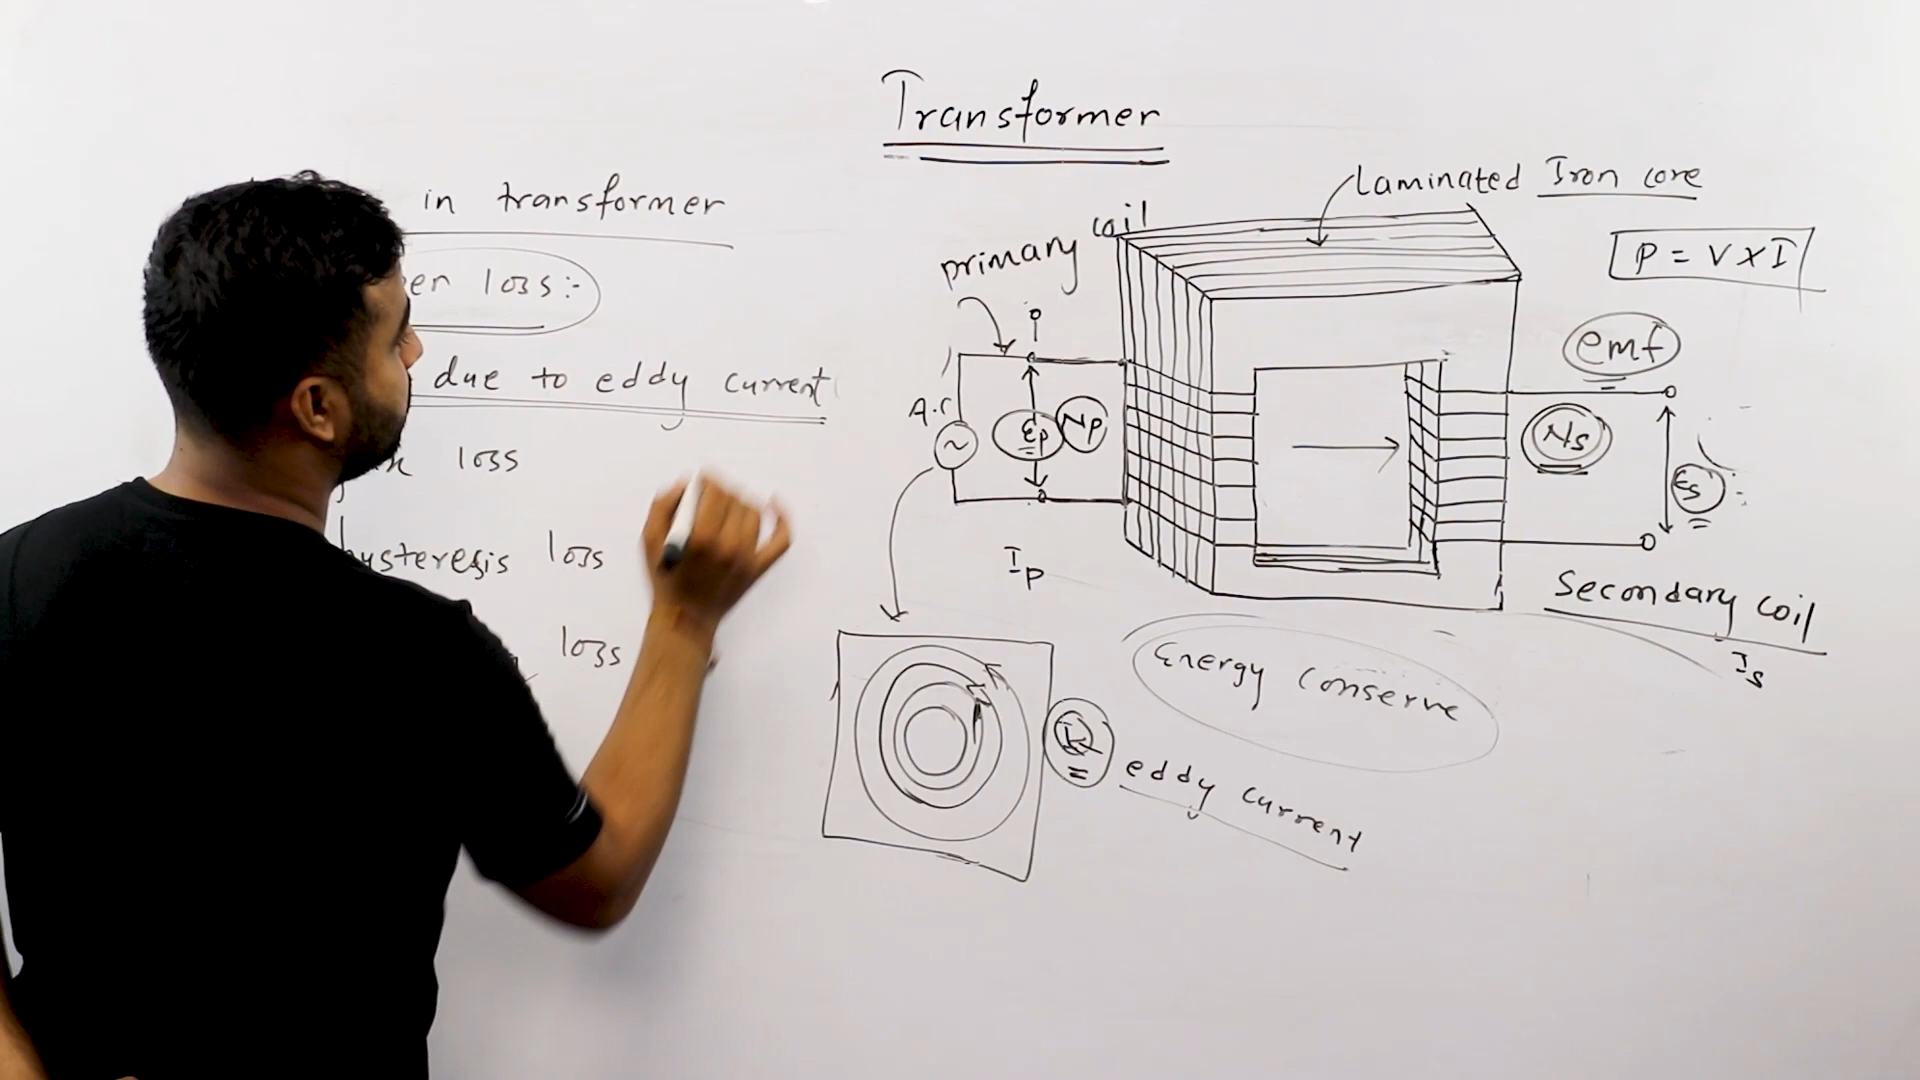 Transformer
in transformer
er loss:-
due to eddy current
loss
hysteresis loss
loss
primary coil
Laminated Iron core
P = V X I
emf
A.C
Ep
Np
Ns
Es
Ip
Secondary coil
Is
Energy Conserve
eddy current